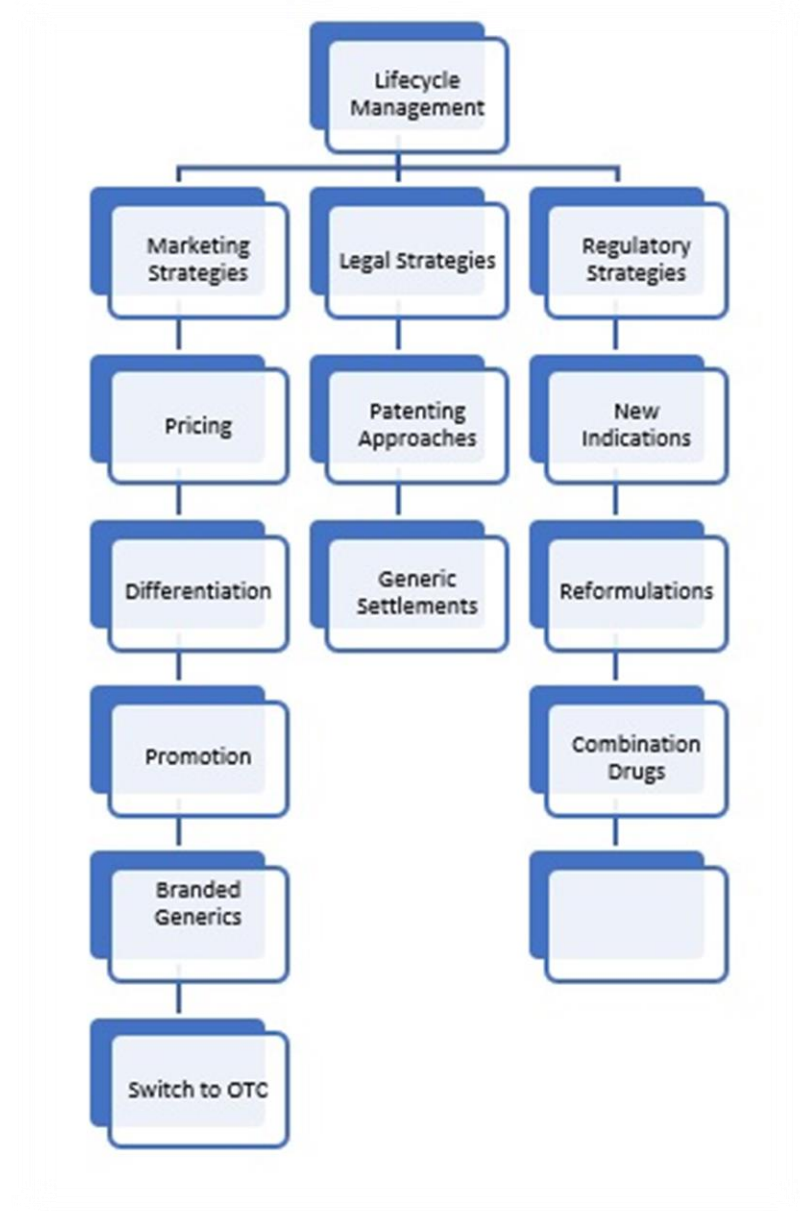 Lifecycle
Management
Marketing
Strategies
Legal Strategies
Regulatory
Strategies
Pricing
Patenting
Approaches
New
Indications
Differentiation
Generic
Settlements
Reformulations
Promotion
Combination
Drugs
Branded
Generics
Switch to OTC